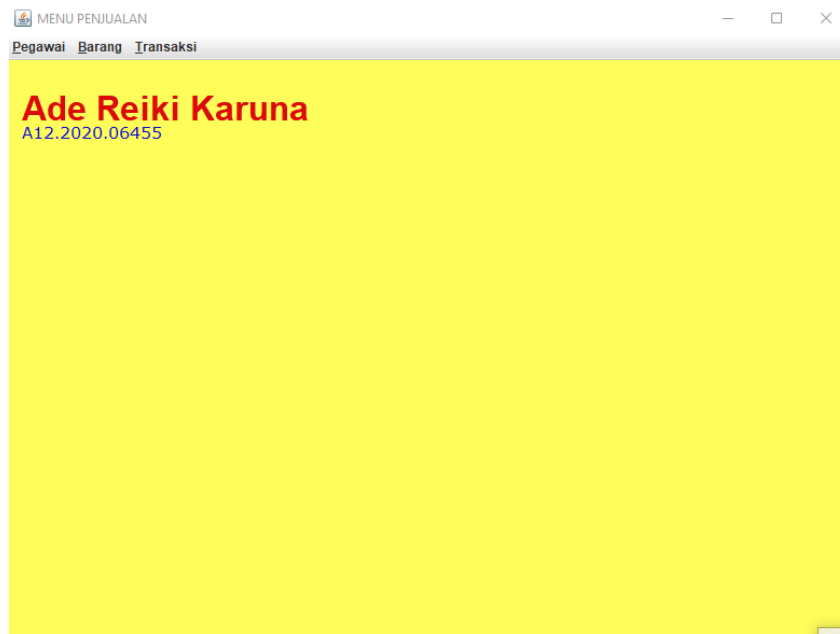 MENU PENJUALAN
Pegawai Barang Transaksi
Ade Reiki Karuna
A12.2020.06455